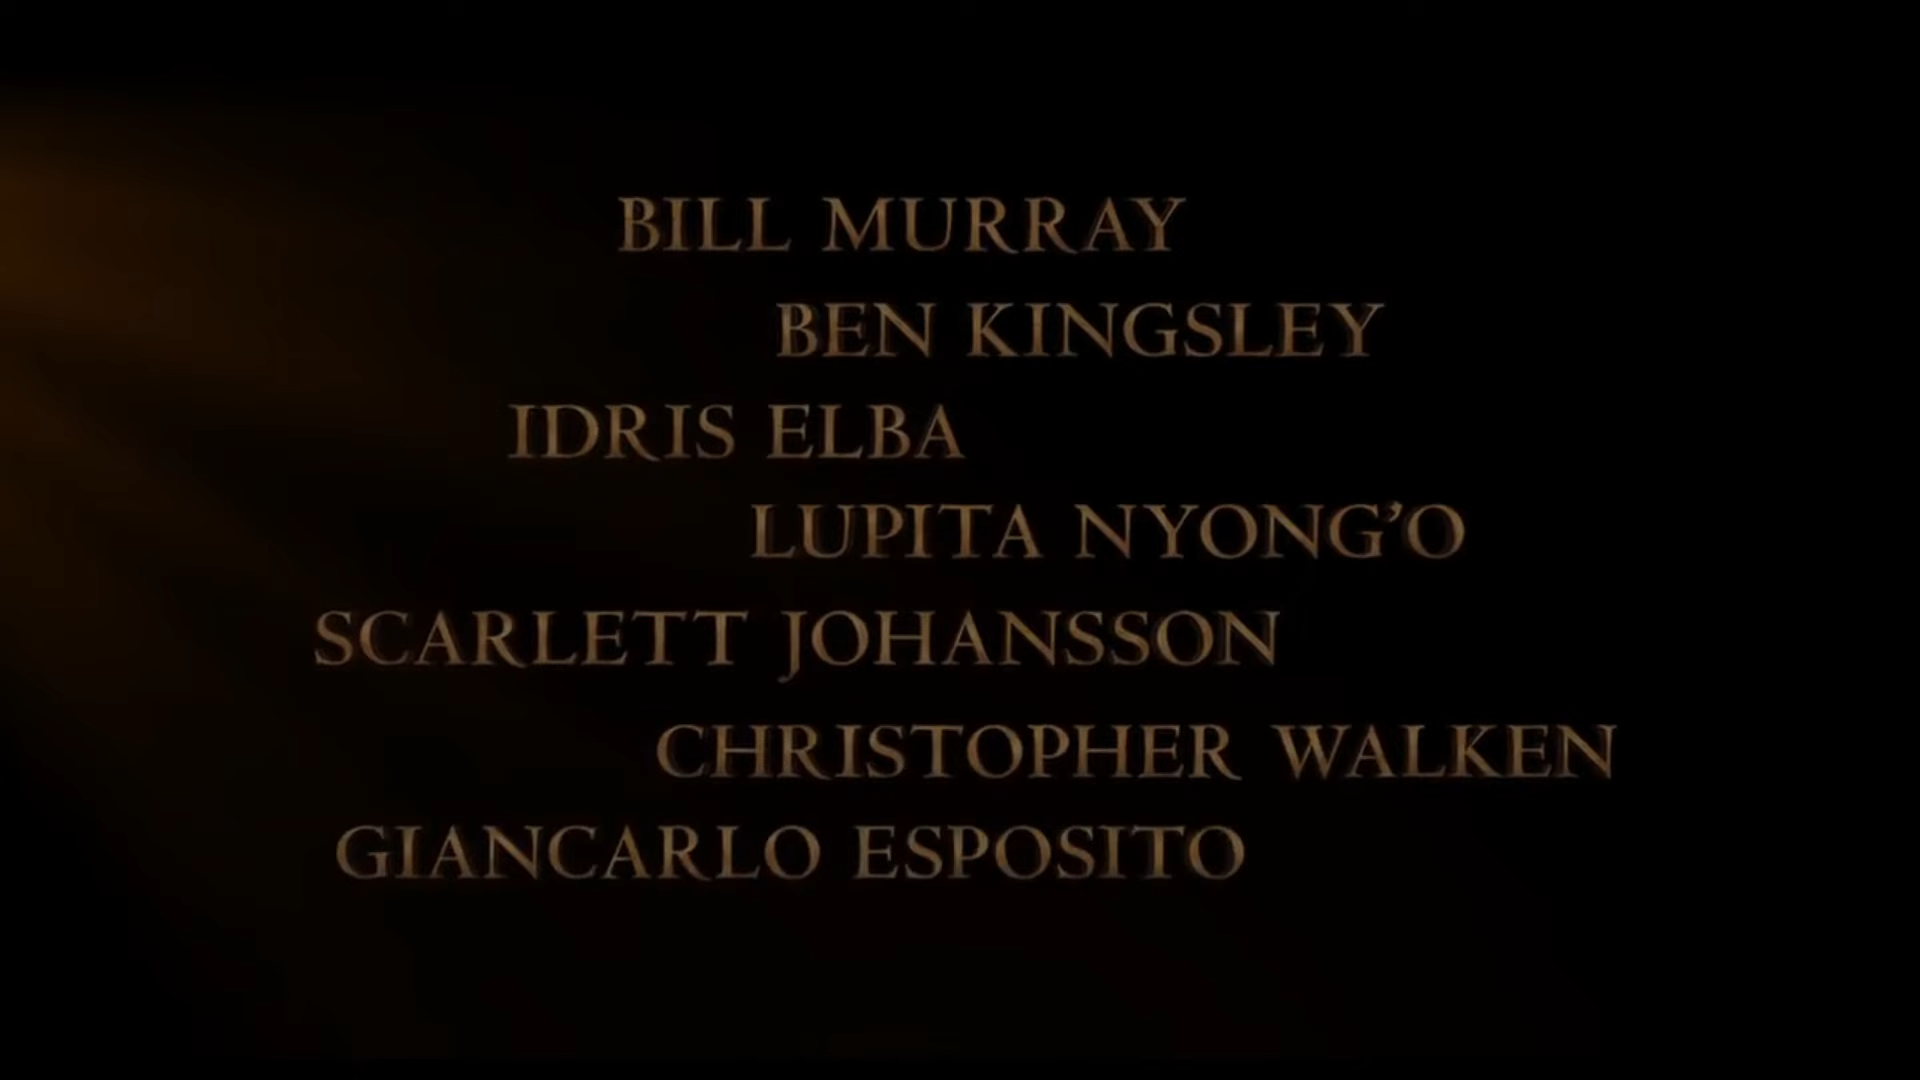 BILL MURRAY
BEN KINGSLEY
IDRIS ELBA
LUPITA NYONG'O
SCARLETT JOHANSSON
CHRISTOPHER WALKEN
GIANCARLO ESPOSITO